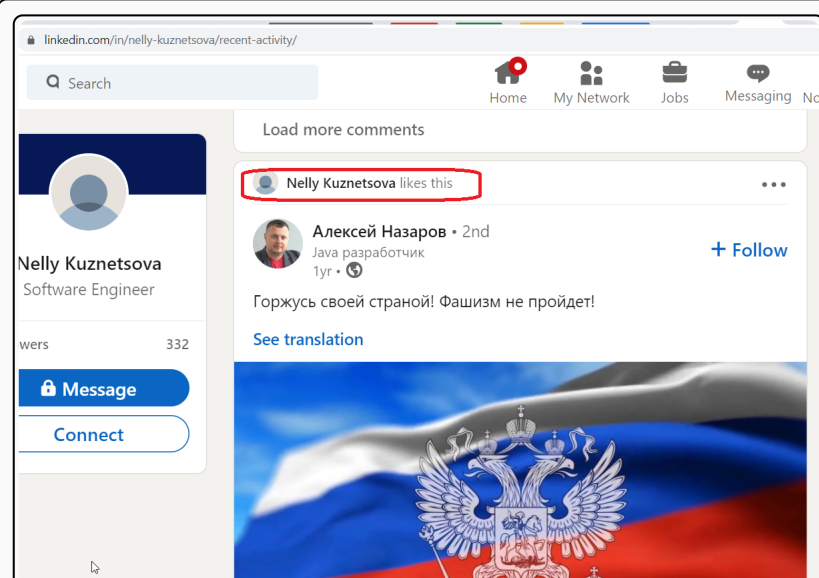 linkedin.com/in/nelly-kuznetsova/recent-activity/
Search
Home
My Network
Jobs
Messaging
No
Nelly Kuznetsova
Software Engineer
wers 332
Message
Connect
Load more comments
Nelly Kuznetsova likes this
Алексей Назаров • 2nd
Java разработчик
1yr •
+ Follow
Горжусь своей страной! Фашизм не пройдет!
See translation